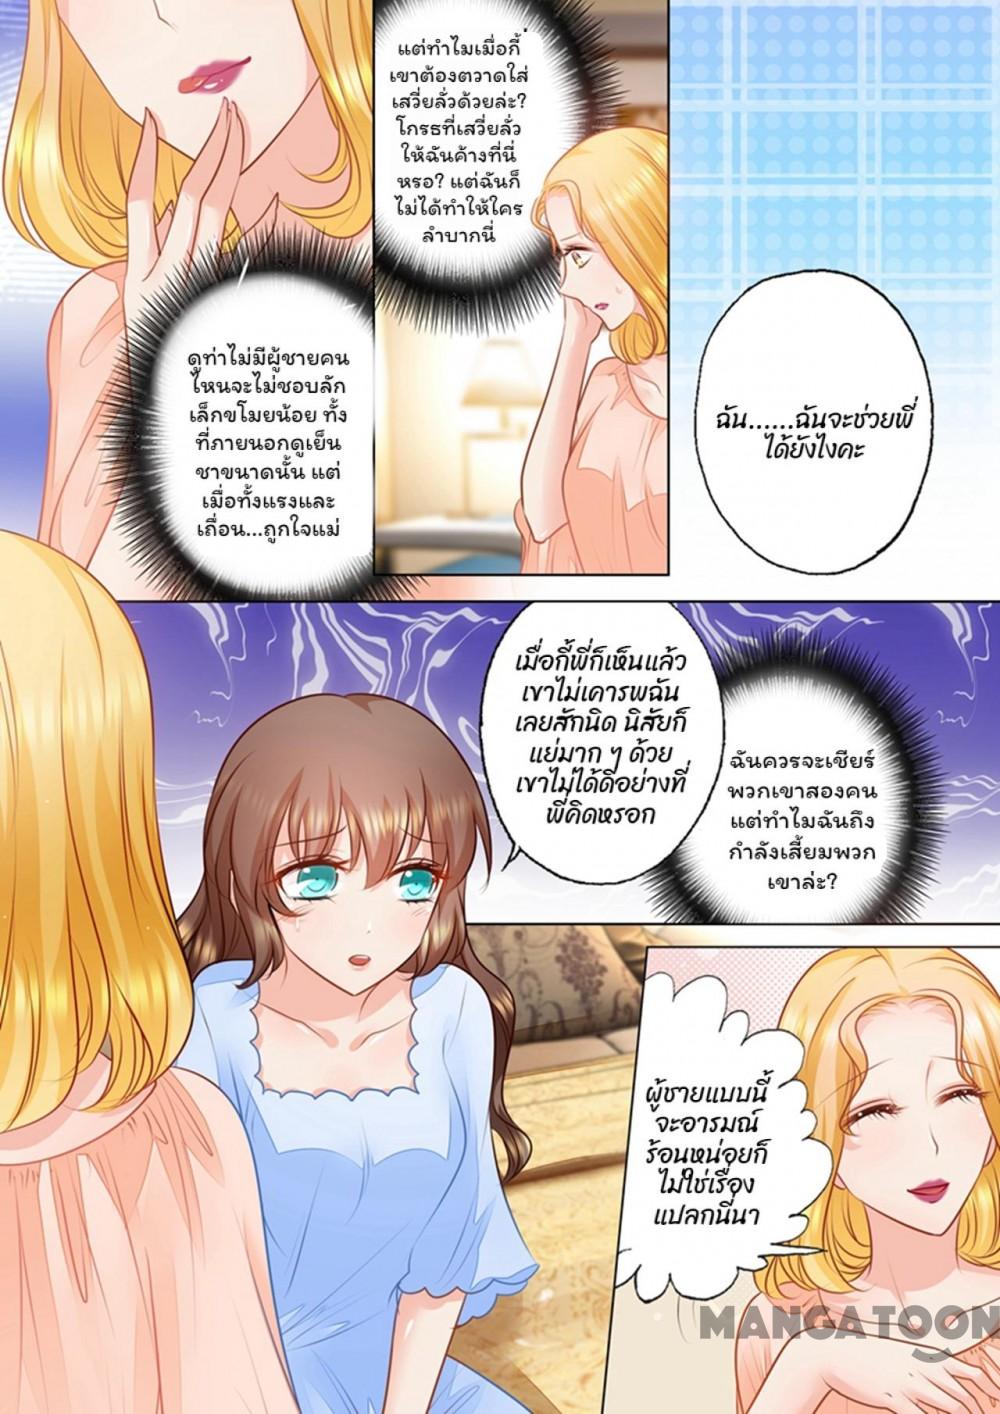 แต่ทำไมเมื่อกี้
เขาต้องตวาดใส่
เสวี่ยลั่วด้วยล่ะ?
โกรธที่เสวี่ยลั่ว
ให้ฉันค้างที่นี่
หรอ? แต่ฉันก็
ไม่ได้ทำให้ใคร
ลำบากนี่
ดูท่าไม่มีผู้ชายคน
ไหนจะไม่ชอบลัก
เล็กขโมยน้อย ทั้ง
ที่ภายนอกดูเย็น
ชาขนาดนั้น แต่
เมื่อทั้งแรงและ
เถื่อน...ถูกใจแม่
ฉัน......ฉันจะช่วยพี่
ได้ยังไงคะ
เมื่อกี้พี่ก็เห็นแล้ว
เขาไม่เคารพฉัน
เลยสักนิด นิสัยก็
แย่มาก ๆ ด้วย
เขาไม่ได้ดีอย่างที่
พี่คิดหรอก
ฉันควรจะเชียร์
พวกเขาสองคน
แต่ทำไมฉันถึง
กำลังเสี้ยมพวก
เขาล่ะ?
ผู้ชายแบบนี้
จะอารมณ์
ร้อนหน่อยก็
ไม่ใช่เรื่อง
แปลกนี่นา
MANGATOON